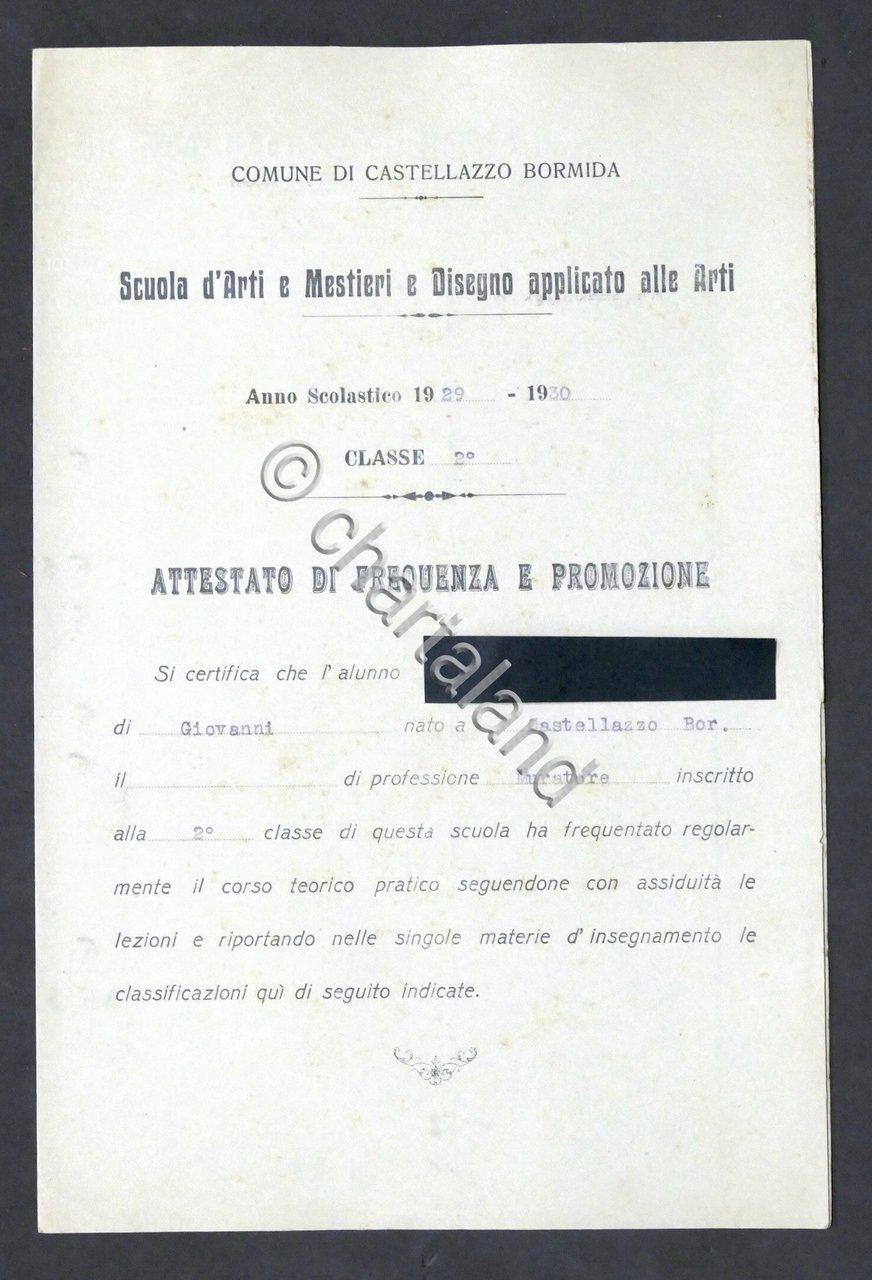 COMUNE DI CASTELLAZZO BORMIDA
Scuola d'Arti e Mestieri e Disegno applicato alle Arti
Anno Scolastico 1929 - 1930
CLASSE 2°
ATTESTATO DI FREQUENZA E PROMOZIONE
Si certifica che l'alunno
di Giovanni nato a Castellazzo Bor.
il di professione Muratore inscritto
alla 2° classe di questa scuola ha frequentato regolar-
mente il corso teorico pratico seguendone con assiduità le
lezioni e riportando nelle singole materie d'insegnamento le
classificazioni quì di seguito indicate.
© chartaland